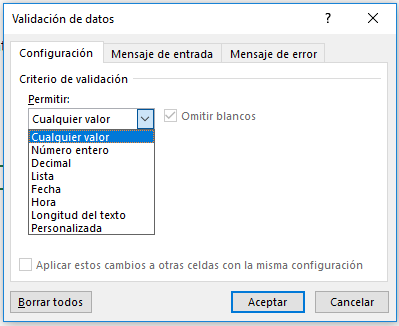 Validación de datos
?
Configuración
Mensaje de entrada
Mensaje de error
Criterio de validación
Permitir:
Cualquier valor
Omitir blancos
Cualquier valor
Número entero
Decimal
Lista
Fecha
Hora
Longitud del texto
Personalizada
Aplicar estos cambios a otras celdas con la misma configuración
Borrar todos
Aceptar
Cancelar